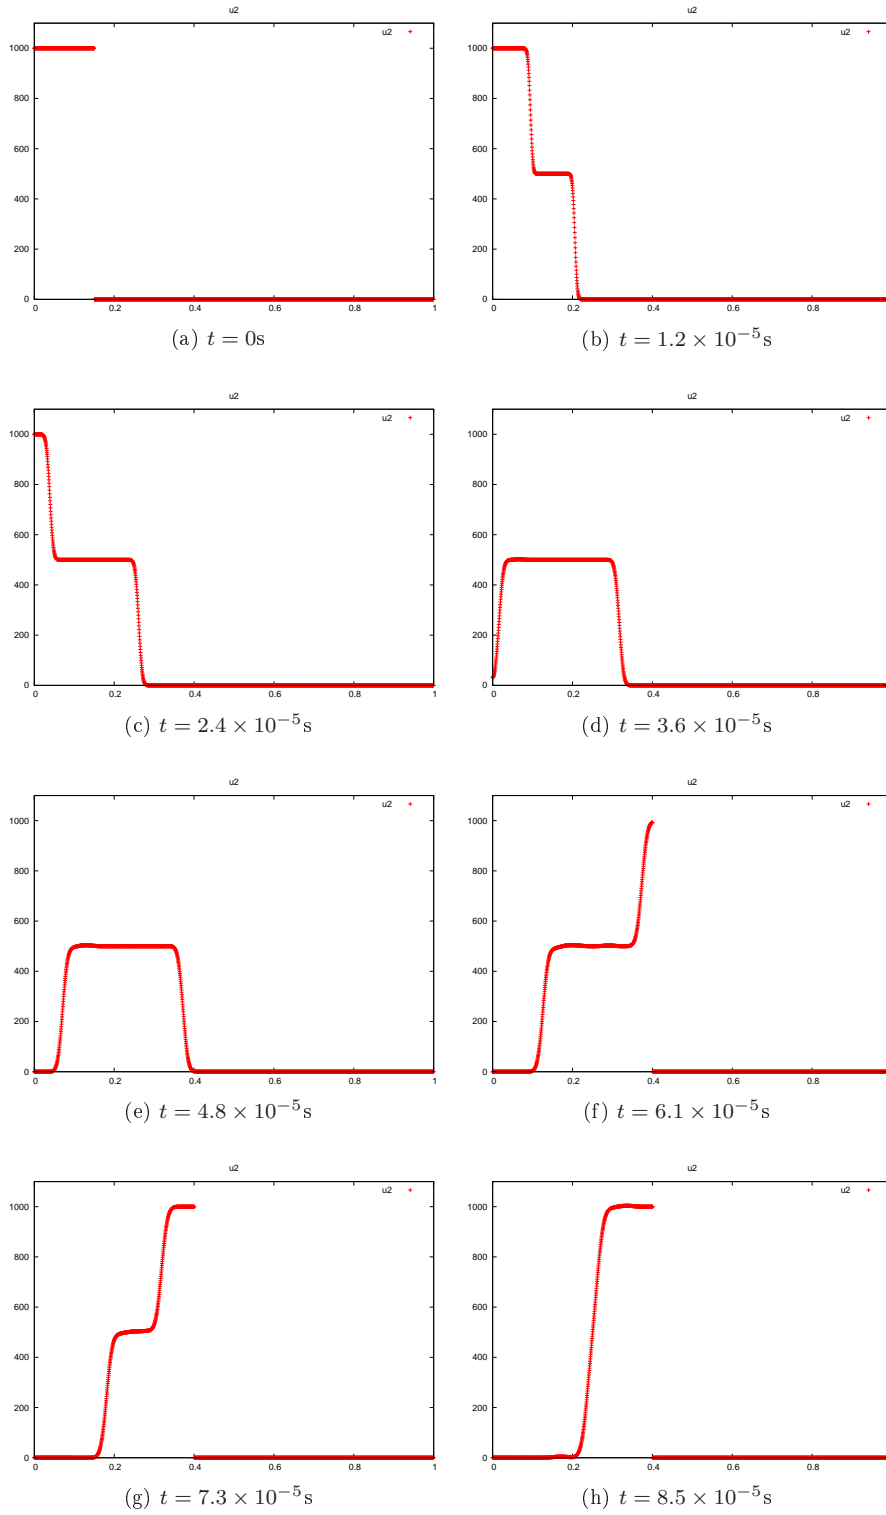 u2
u2
u2
u2
1000
800
600
400
200
0
0 0.2 0.4 0.6 0.8 1
1000
800
600
400
200
0
0 0.2 0.4 0.6 0.8
(a) t = 0s
(b) t = 1.2 × 10⁻⁵s
u2
u2
u2
u2
1000
800
600
400
200
0
0 0.2 0.4 0.6 0.8 1
1000
800
600
400
200
0
0 0.2 0.4 0.6 0.8
(c) t = 2.4 × 10⁻⁵s
(d) t = 3.6 × 10⁻⁵s
u2
u2
u2
u2
1000
800
600
400
200
0
0 0.2 0.4 0.6 0.8 1
1000
800
600
400
200
0
0 0.2 0.4 0.6 0.8
(e) t = 4.8 × 10⁻⁵s
(f) t = 6.1 × 10⁻⁵s
u2
u2
u2
u2
1000
800
600
400
200
0
0 0.2 0.4 0.6 0.8 1
1000
800
600
400
200
0
0 0.2 0.4 0.6 0.8
(g) t = 7.3 × 10⁻⁵s
(h) t = 8.5 × 10⁻⁵s